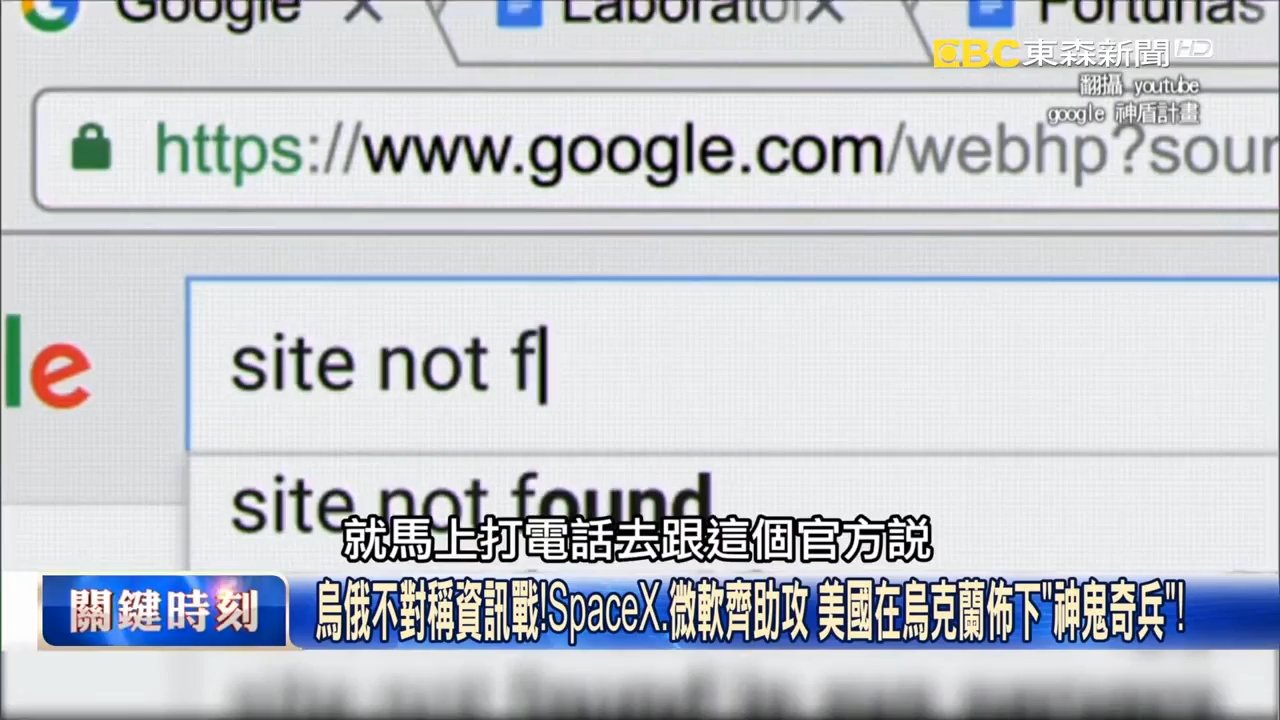 Google
Laborato
Fortunas
EBC東森新聞HD
翻攝 youtube
google 神盾計畫
https://www.google.com/webhp?sour
le
site not f
site not found
就馬上打電話去跟這個官方説
關鍵時刻
烏俄不對稱資訊戰!SpaceX.微軟齊助攻 美國在烏克蘭佈下"神鬼奇兵"!